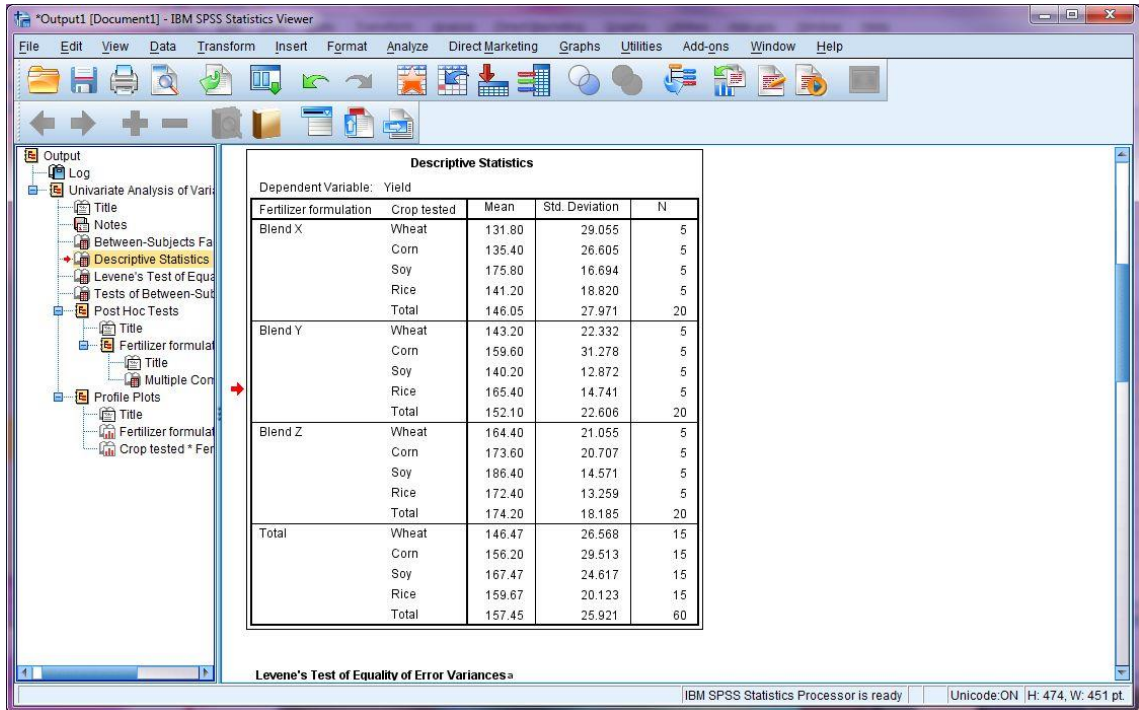 *Output1 [Document1] - IBM SPSS Statistics Viewer
File Edit View Data Transform Insert Format Analyze Direct Marketing Graphs Utilities Add-ons Window Help
Output
Log
Univariate Analysis of Varia
Title
Notes
Between-Subjects Fa
Descriptive Statistics
Levene's Test of Equa
Tests of Between-Sub
Post Hoc Tests
Title
Fertilizer formulat
Title
Multiple Com
Profile Plots
Title
Fertilizer formulat
Crop tested * Fer
Descriptive Statistics
Dependent Variable: Yield
Fertilizer formulation Crop tested Mean Std. Deviation N
Blend X Wheat 131.80 29.055 5
Corn 135.40 26.605 5
Soy 175.80 16.694 5
Rice 141.20 18.820 5
Total 146.05 27.971 20
Blend Y Wheat 143.20 22.332 5
Corn 159.60 31.278 5
Soy 140.20 12.872 5
Rice 165.40 14.741 5
Total 152.10 22.606 20
Blend Z Wheat 164.40 21.055 5
Corn 173.60 20.707 5
Soy 186.40 14.571 5
Rice 172.40 13.259 5
Total 174.20 18.185 20
Total Wheat 146.47 26.568 15
Corn 156.20 29.513 15
Soy 167.47 24.617 15
Rice 159.67 20.123 15
Total 157.45 25.921 60
Levene's Test of Equality of Error Variances a
IBM SPSS Statistics Processor is ready Unicode:ON H: 474, W: 451 pt.